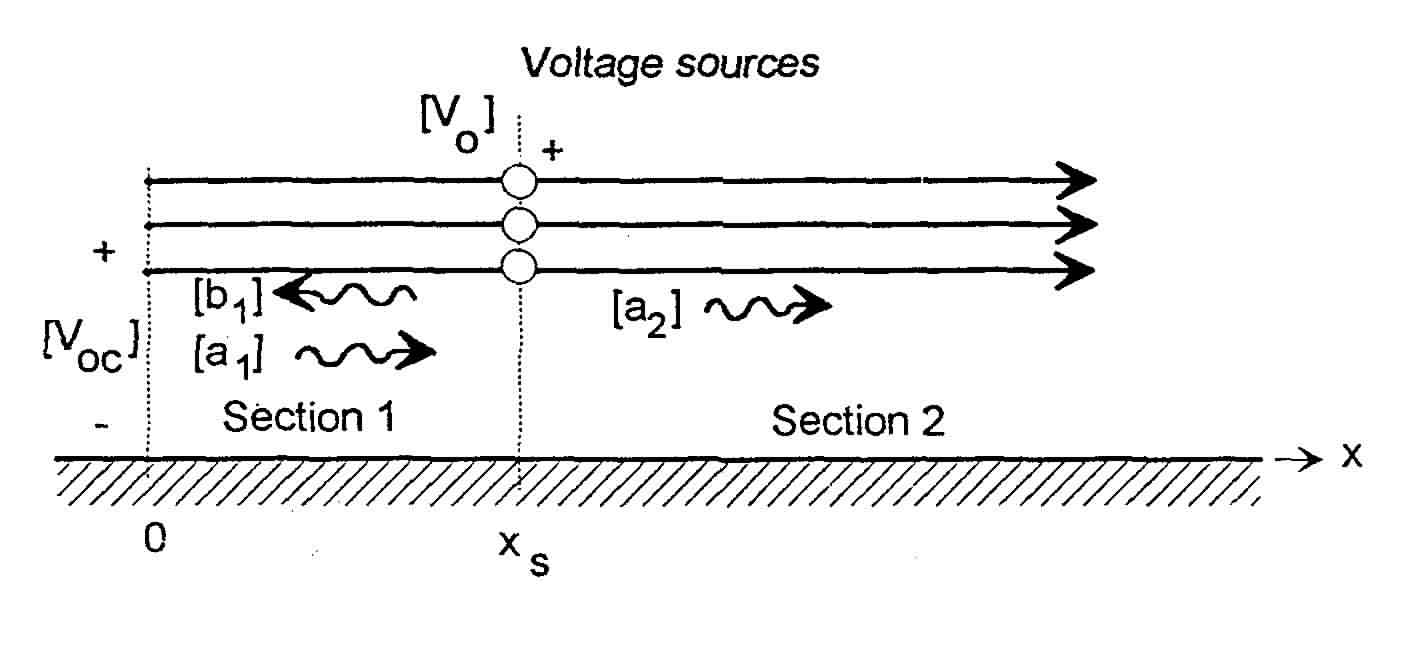 Voltage sources
[Vo]
+
+
[b1]
[a2]
[Voc]
[a1]
-
Section 1
Section 2
x
0
xs